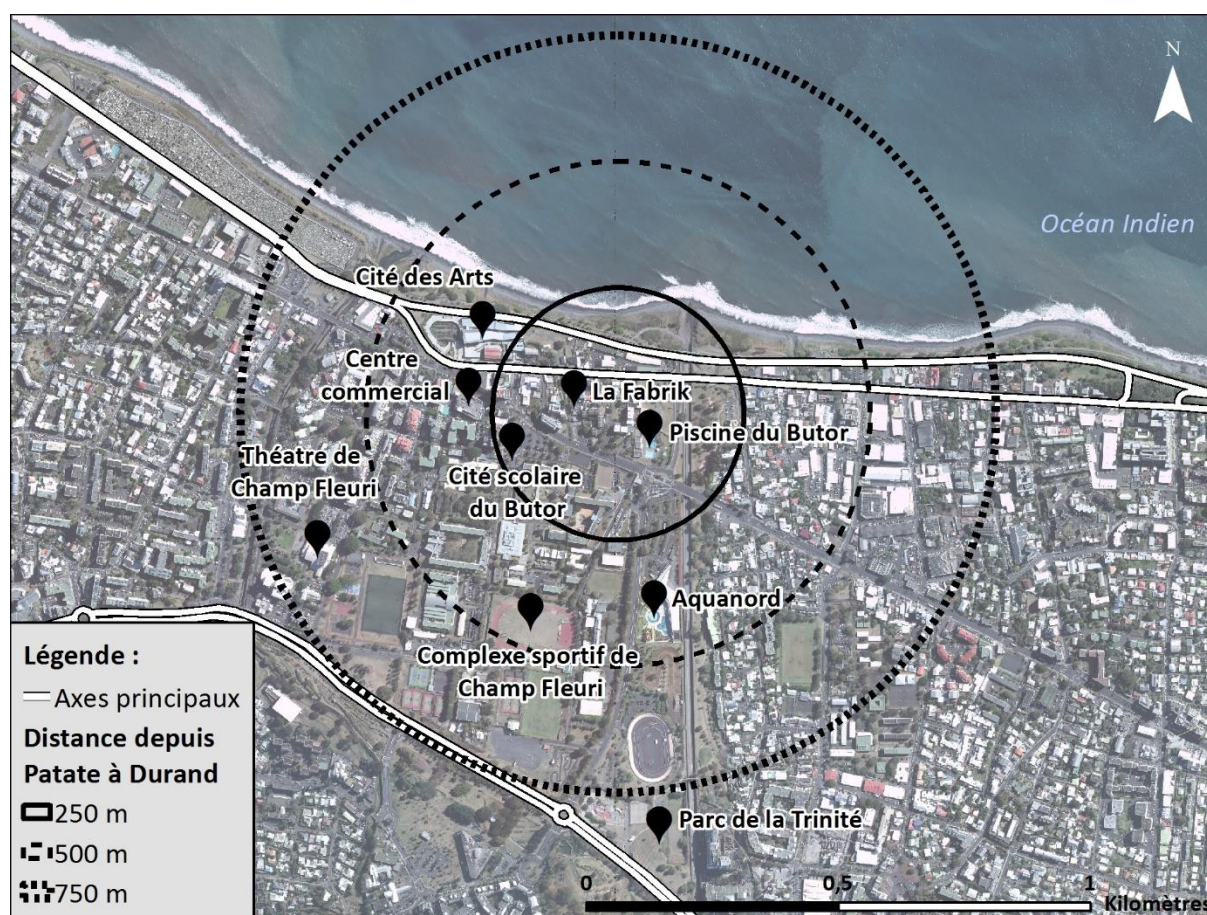 N
Océan Indien
Cité des Arts
Centre
commercial
La Fabrik
Piscine du Butor
Cité scolaire
du Butor
Théatre de
Champ Fleuri
Aquanord
Complexe sportif de
Champ Fleuri
Parc de la Trinité
Légende :
Axes principaux
Distance depuis
Patate à Durand
250 m
500 m
750 m
0 0,5 1
Kilomètres